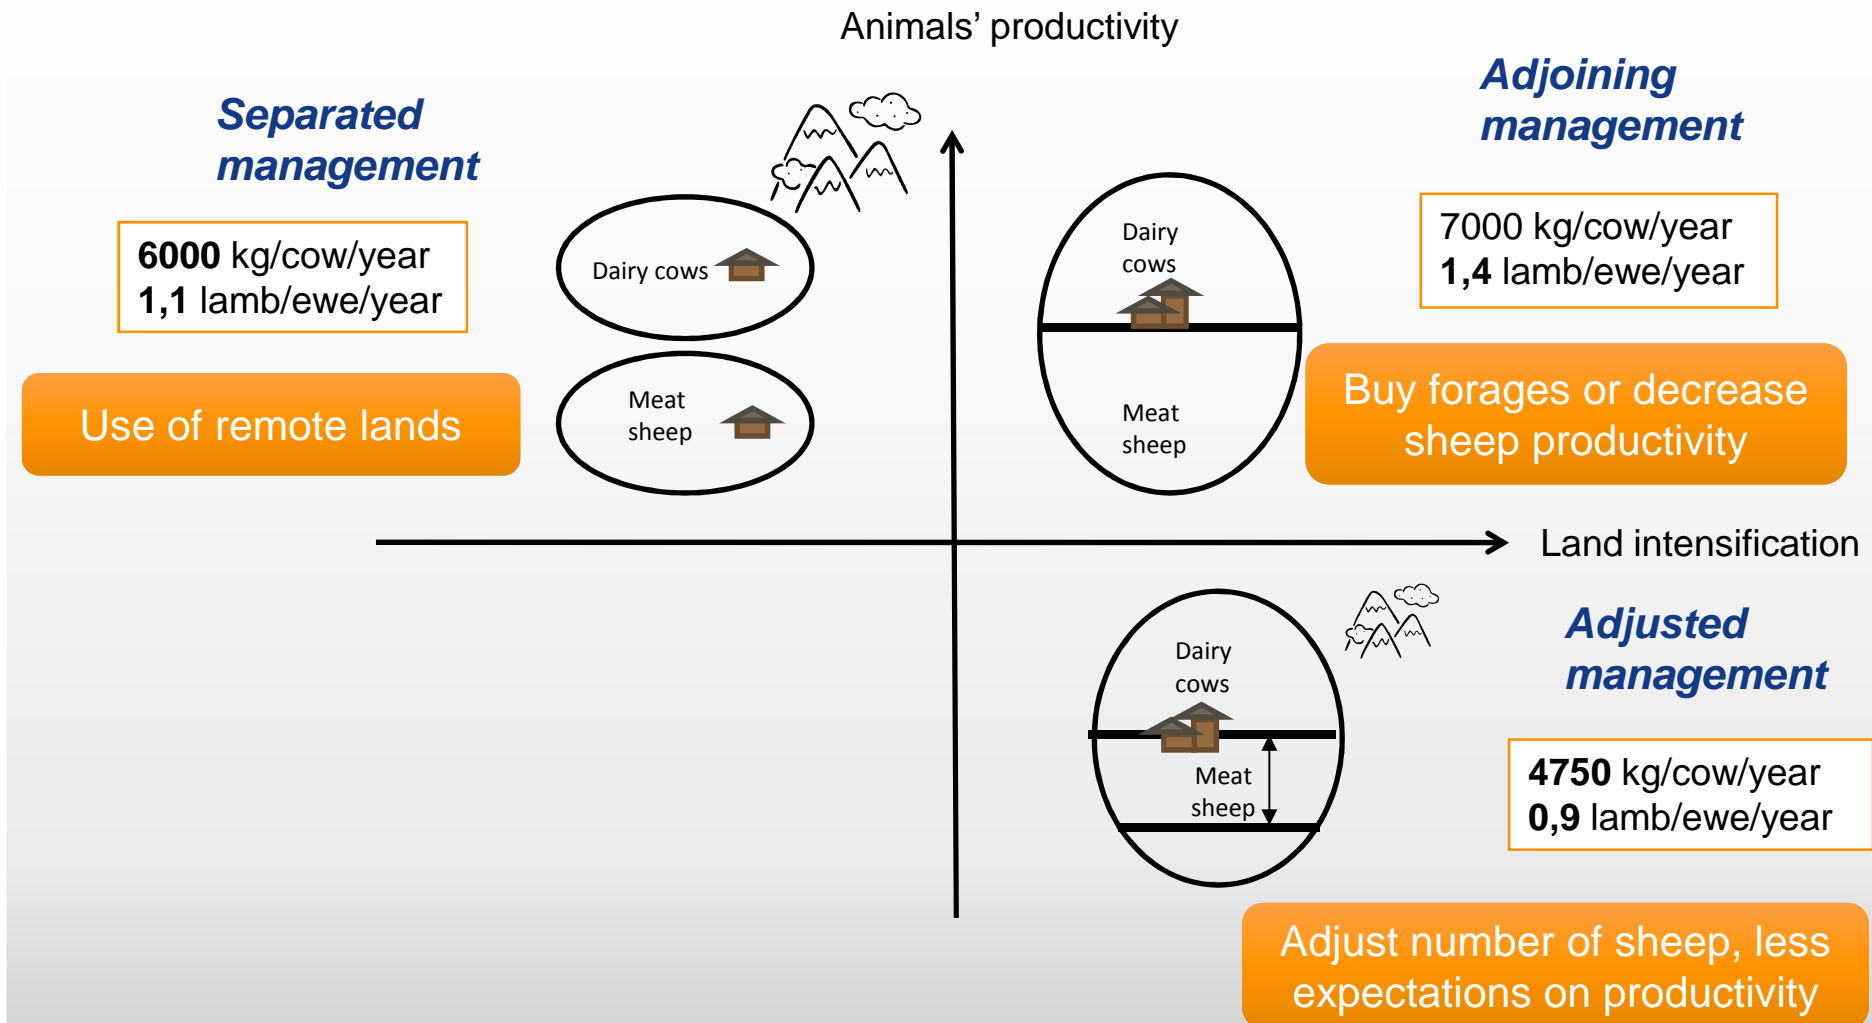 Animals’ productivity
Separated
management
6000 kg/cow/year
1,1 lamb/ewe/year
Use of remote lands
Dairy cows
Meat
sheep
Adjoining
management
7000 kg/cow/year
1,4 lamb/ewe/year
Dairy
cows
Meat
sheep
Buy forages or decrease
sheep productivity
Land intensification
Adjusted
management
Dairy
cows
Meat
sheep
4750 kg/cow/year
0,9 lamb/ewe/year
Adjust number of sheep, less
expectations on productivity